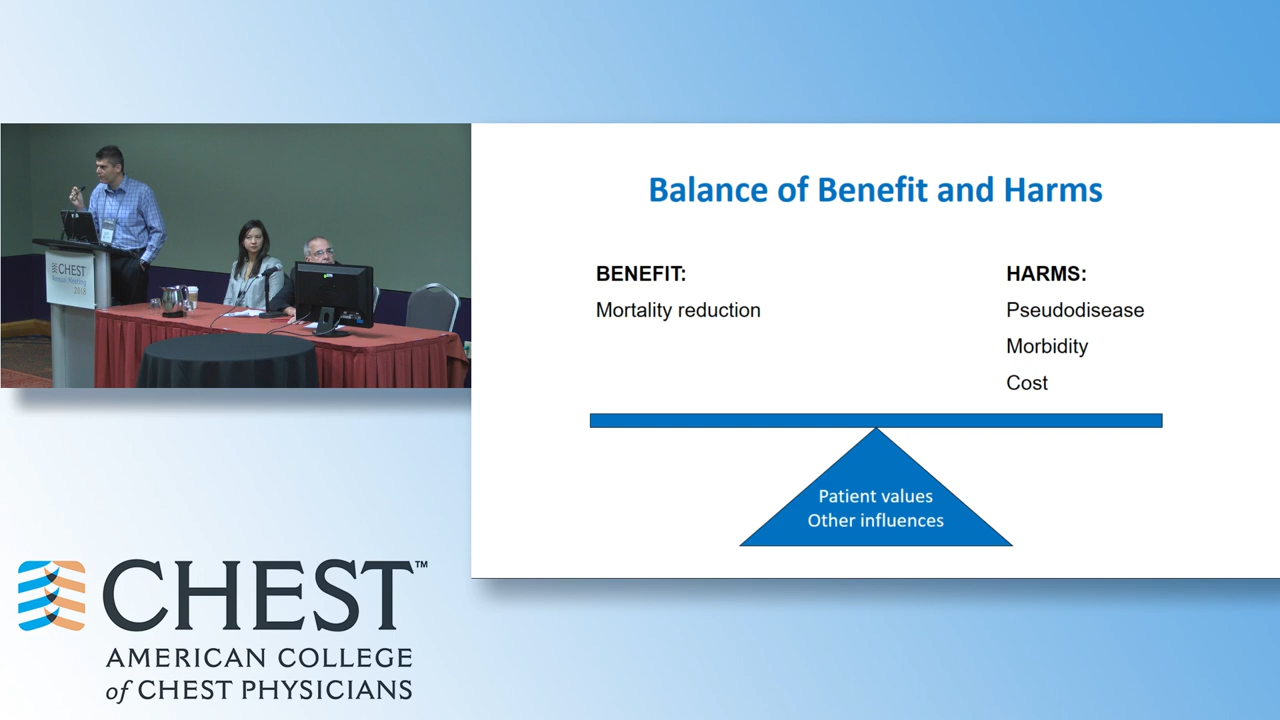 Balance of Benefit and Harms
BENEFIT:
Mortality reduction
HARMS:
Pseudodisease
Morbidity
Cost
Patient values
Other influences
CHEST
Annual Meeting
2018
CHEST™
AMERICAN COLLEGE
of CHEST PHYSICIANS